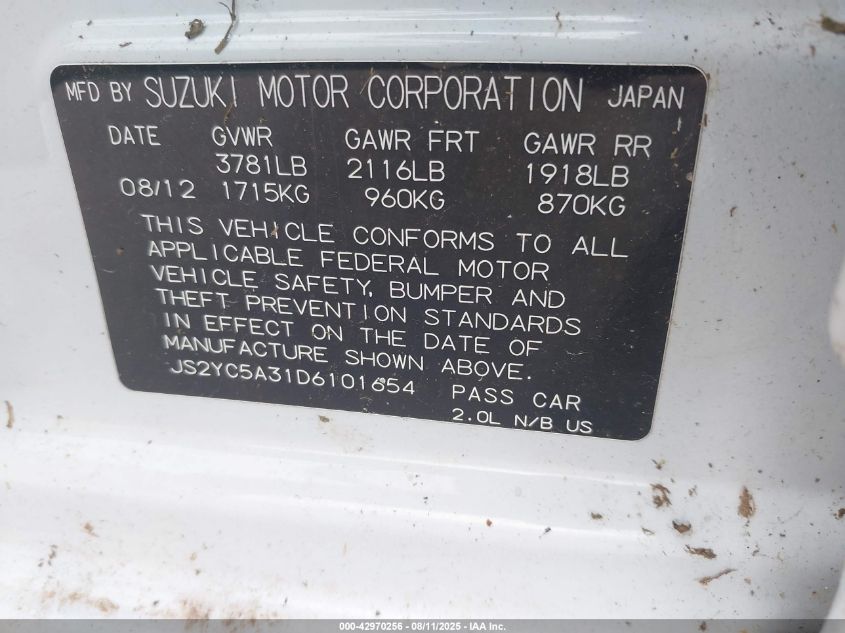 MFD BY SUZUKI MOTOR CORPORATION JAPAN
DATE GVWR GAWR FRT GAWR RR
3781LB 2116LB 1918LB
08/12 1715KG 960KG 870KG
THIS VEHICLE CONFORMS TO ALL
APPLICABLE FEDERAL MOTOR
VEHICLE SAFETY, BUMPER AND
THEFT PREVENTION STANDARDS
IN EFFECT ON THE DATE OF
MANUFACTURE SHOWN ABOVE.
JS2YC5A31D6101654 PASS CAR
2.0L N/B US
000-42970256 - 08/11/2025 - IAA Inc.